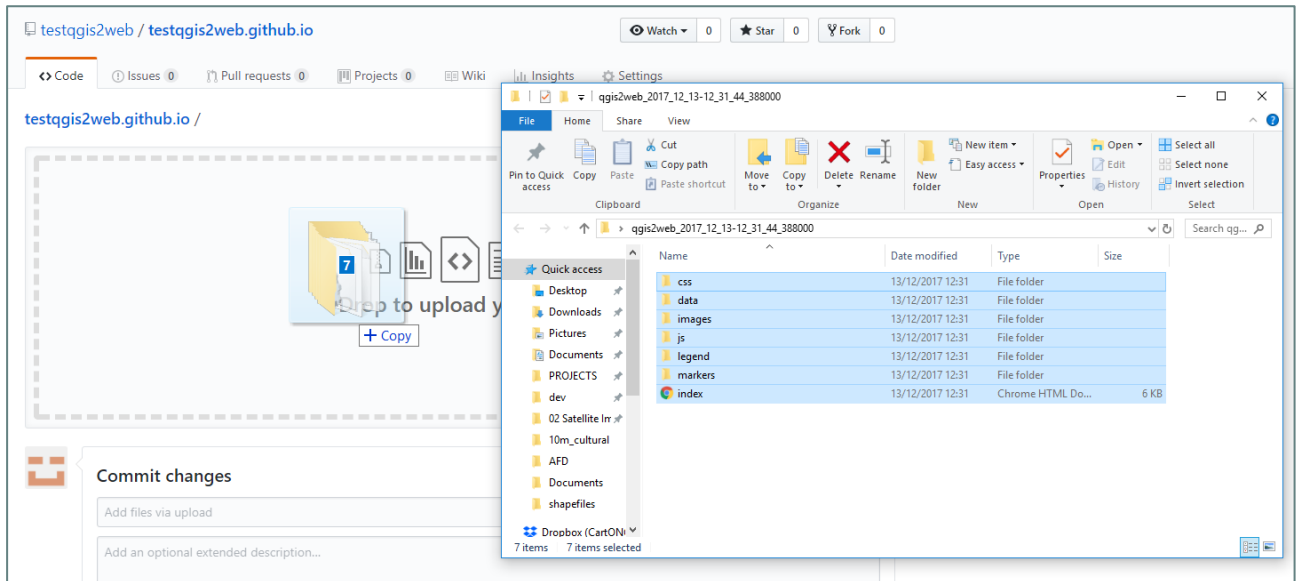 testqgis2web / testqgis2web.github.io
Watch 0 Star 0 Fork 0
Code Issues 0 Pull requests 0 Projects 0 Wiki Insights Settings
testqgis2web.github.io /
7
Drop to upload y
+ Copy
Commit changes
Add files via upload
Add an optional extended description...
qgis2web_2017_12_13-12_31_44_388000
File Home Share View
Pin to Quick access
Copy
Paste
Cut
Copy path
Paste shortcut
Clipboard
Move to
Copy to
Delete
Rename
Organize
New folder
New item
Easy access
New
Properties
Open
Edit
History
Open
Select all
Select none
Invert selection
Select
qgis2web_2017_12_13-12_31_44_388000
Search qg...
Quick access
Desktop
Downloads
Pictures
Documents
PROJECTS
dev
02 Satellite Im
10m_cultural
AFD
Documents
shapefiles
Dropbox (CartON
Name Date modified Type Size
css 13/12/2017 12:31 File folder
data 13/12/2017 12:31 File folder
images 13/12/2017 12:31 File folder
js 13/12/2017 12:31 File folder
legend 13/12/2017 12:31 File folder
markers 13/12/2017 12:31 File folder
index 13/12/2017 12:31 Chrome HTML Do... 6 KB
7 items 7 items selected